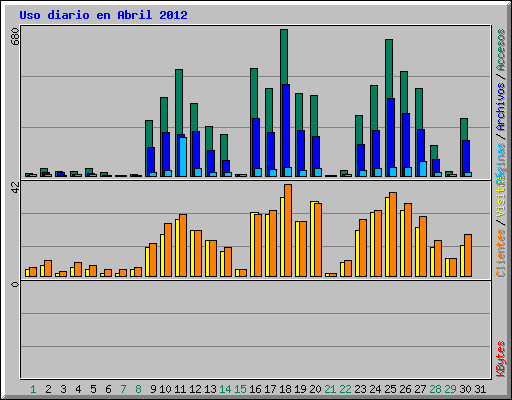 Uso diario en Abril 2012
680
42
0
Accesos / Archivos / Páginas
Visitas / Clientes
KBytes
1 2 3 4 5 6 7 8 9 10 11 12 13 14 15 16 17 18 19 20 21 22 23 24 25 26 27 28 29 30 31